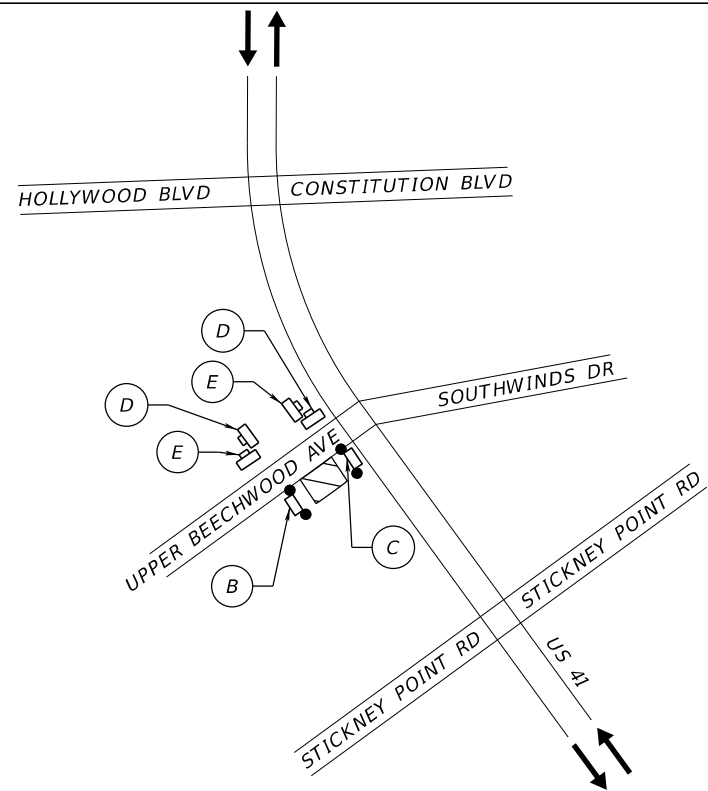 HOLLYWOOD BLVD
CONSTITUTION BLVD
D
E
D
E
SOUTHWINDS DR
UPPER BEECHWOOD AVE
B
C
STICKNEY POINT RD
STICKNEY POINT RD
US 41